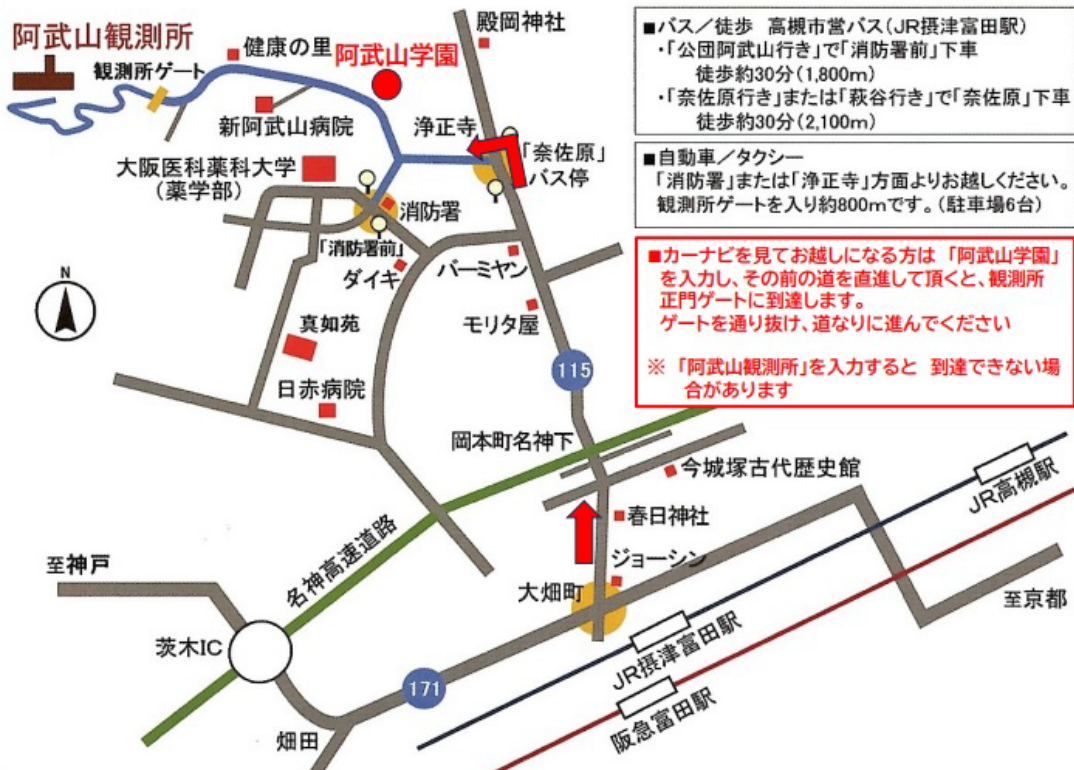 阿武山観測所
観測所ゲート
健康の里
阿武山学園
殿岡神社
新阿武山病院
浄正寺
「奈佐原」
バス停
大阪医科薬科大学
(薬学部)
消防署
「消防署前」
ダイキ
バーミヤン
モリタ屋
真如苑
日赤病院
115
岡本町名神下
今城塚古代歴史館
JR高槻駅
春日神社
ジョーシン
大畑町
名神高速道路
至神戸
茨木IC
171
畑田
JR摂津富田駅
阪急富田駅
至京都
N
■バス/徒歩 高槻市営バス(JR摂津富田駅)
・「公団阿武山行き」で「消防署前」下車
徒歩約30分(1,800m)
・「奈佐原行き」または「萩谷行き」で「奈佐原」下車
徒歩約30分(2,100m)
■自動車/タクシー
「消防署」または「浄正寺」方面よりお越しください。
観測所ゲートを入り約800mです。(駐車場6台)
■カーナビを見てお越しになる方は 「阿武山学園」
を入力し、その前の道を直進して頂くと、観測所
正門ゲートに到達します。
ゲートを通り抜け、道なりに進んでください
※ 「阿武山観測所」を入力すると 到達できない場
合があります